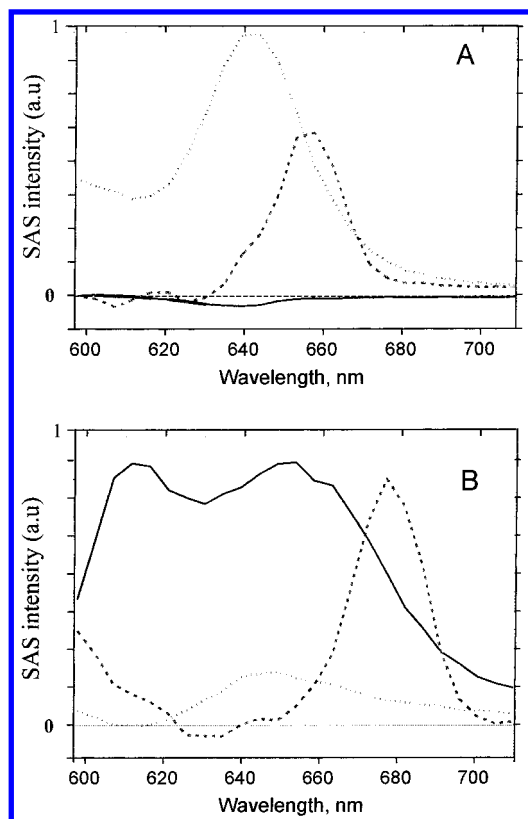 1
A
SAS intensity (a.u)
0
600 620 640 660 680 700
Wavelength, nm
1
B
SAS intensity (a.u)
0
600 620 640 660 680 700
Wavelength, nm